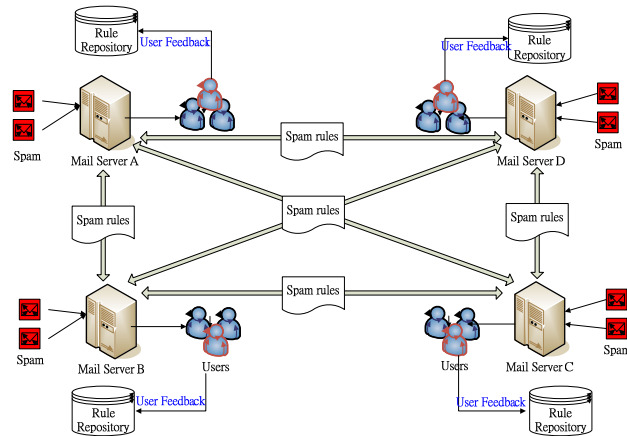 Rule
Repository
User Feedback
User Feedback
Rule
Repository
Spam
Mail Server A
Spam rules
Mail Server D
Spam
Spam rules
Spam rules
Spam rules
Spam rules
Spam
Mail Server B
Users
Users
Mail Server C
Spam
Rule
Repository
User Feedback
User Feedback
Rule
Repository